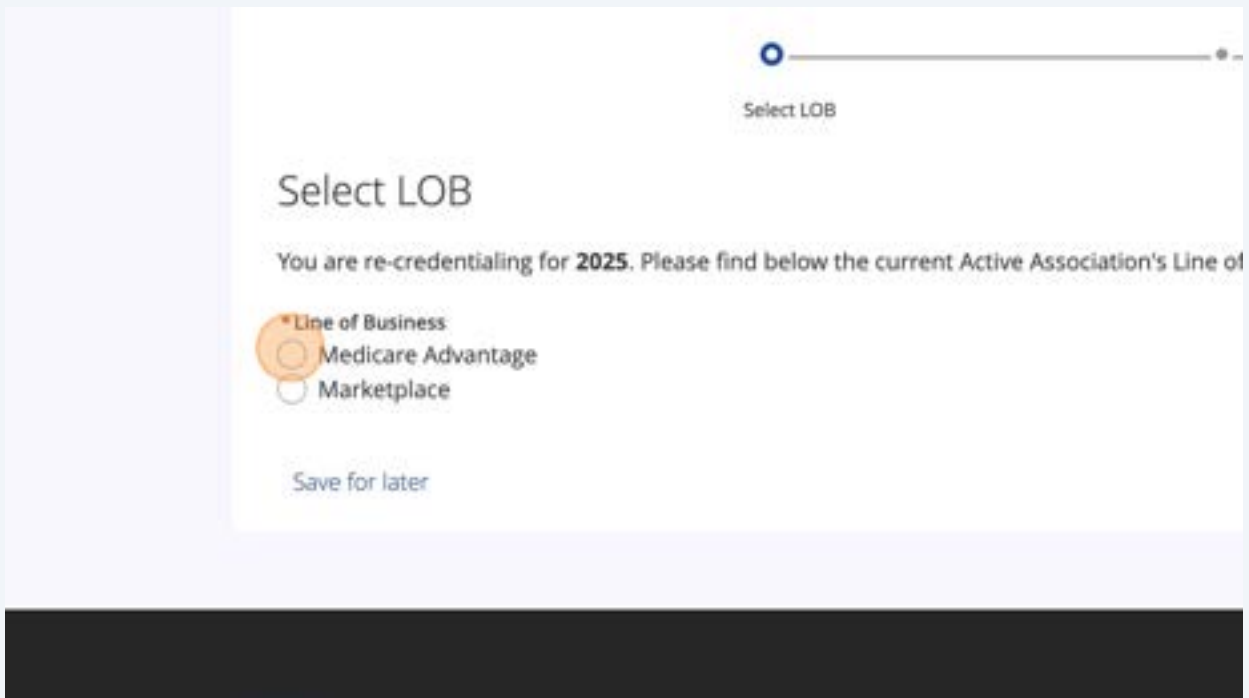 Select LOB
Select LOB
You are re-credentialing for 2025. Please find below the current Active Association's Line of
* Line of Business
Medicare Advantage
Marketplace
Save for later